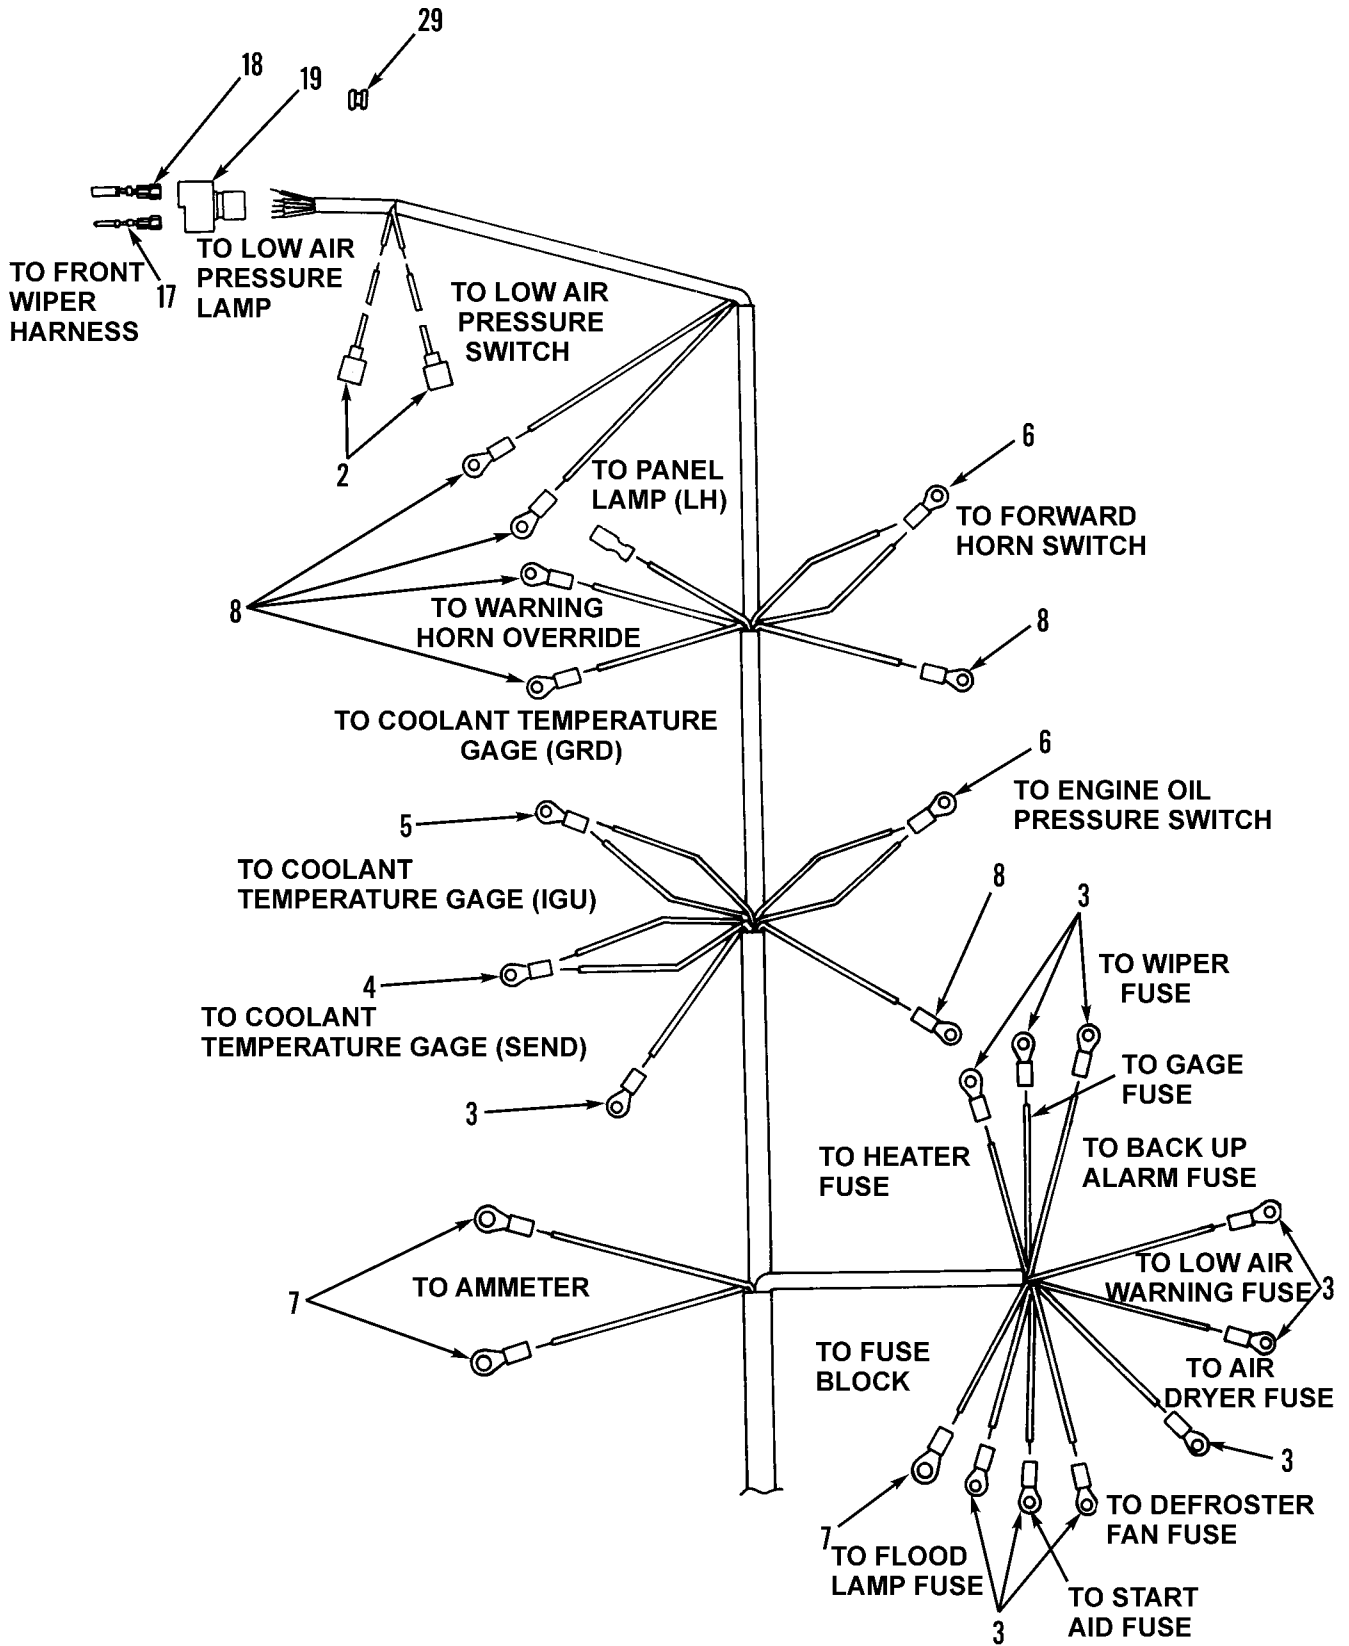 29
18
19
TO LOW AIR
PRESSURE
LAMP
TO FRONT
WIPER
HARNESS
17
TO LOW AIR
PRESSURE
SWITCH
2
6
TO PANEL
LAMP (LH)
TO FORWARD
HORN SWITCH
8
TO WARNING
HORN OVERRIDE
8
TO COOLANT TEMPERATURE
GAGE (GRD)
6
TO ENGINE OIL
PRESSURE SWITCH
5
TO COOLANT
TEMPERATURE GAGE (IGU)
8
3
TO WIPER
FUSE
4
TO COOLANT
TEMPERATURE GAGE (SEND)
TO GAGE
FUSE
3
TO HEATER
FUSE
TO BACK UP
ALARM FUSE
TO LOW AIR
WARNING FUSE
3
7
TO AMMETER
TO FUSE
BLOCK
TO AIR
DRYER FUSE
3
TO DEFROSTER
FAN FUSE
7
TO FLOOD
LAMP FUSE
TO START
AID FUSE
3